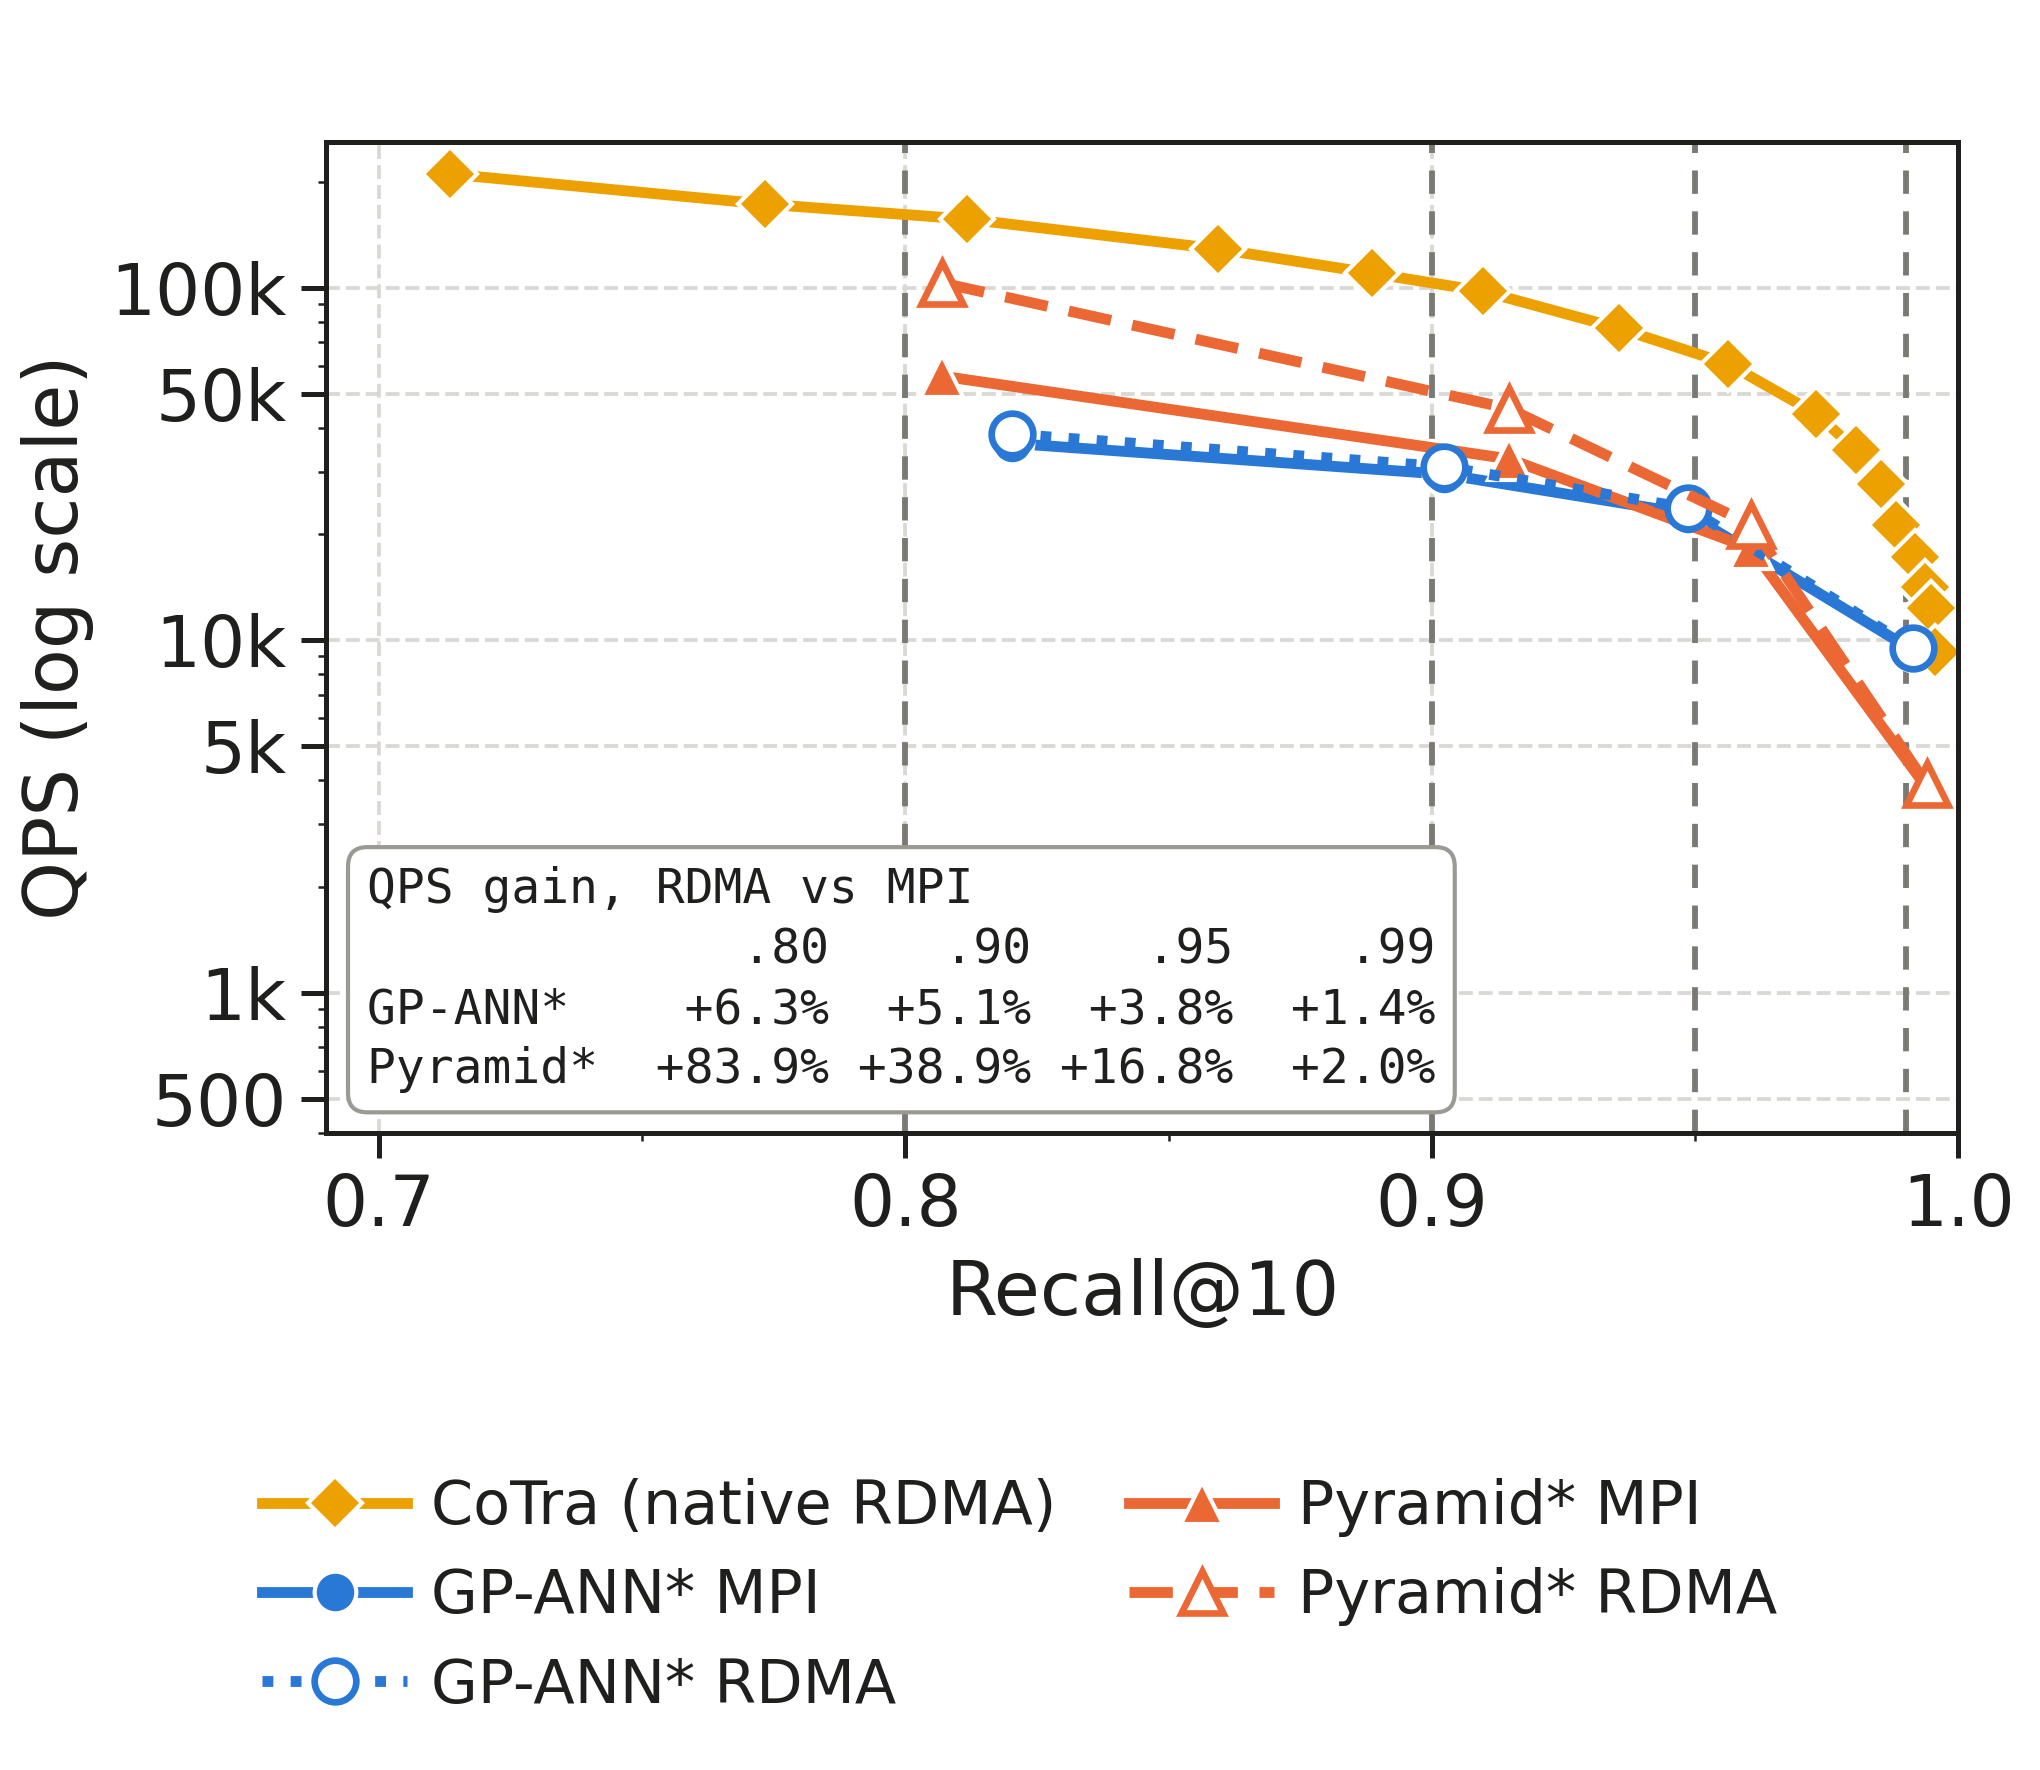 QPS (log scale)
100k
50k
10k
5k
1k
500
QPS gain, RDMA vs MPI
.80 .90 .95 .99
GP-ANN* +6.3% +5.1% +3.8% +1.4%
Pyramid* +83.9% +38.9% +16.8% +2.0%
0.7 0.8 0.9 1.0
Recall@10
CoTra (native RDMA)
GP-ANN* MPI
GP-ANN* RDMA
Pyramid* MPI
Pyramid* RDMA